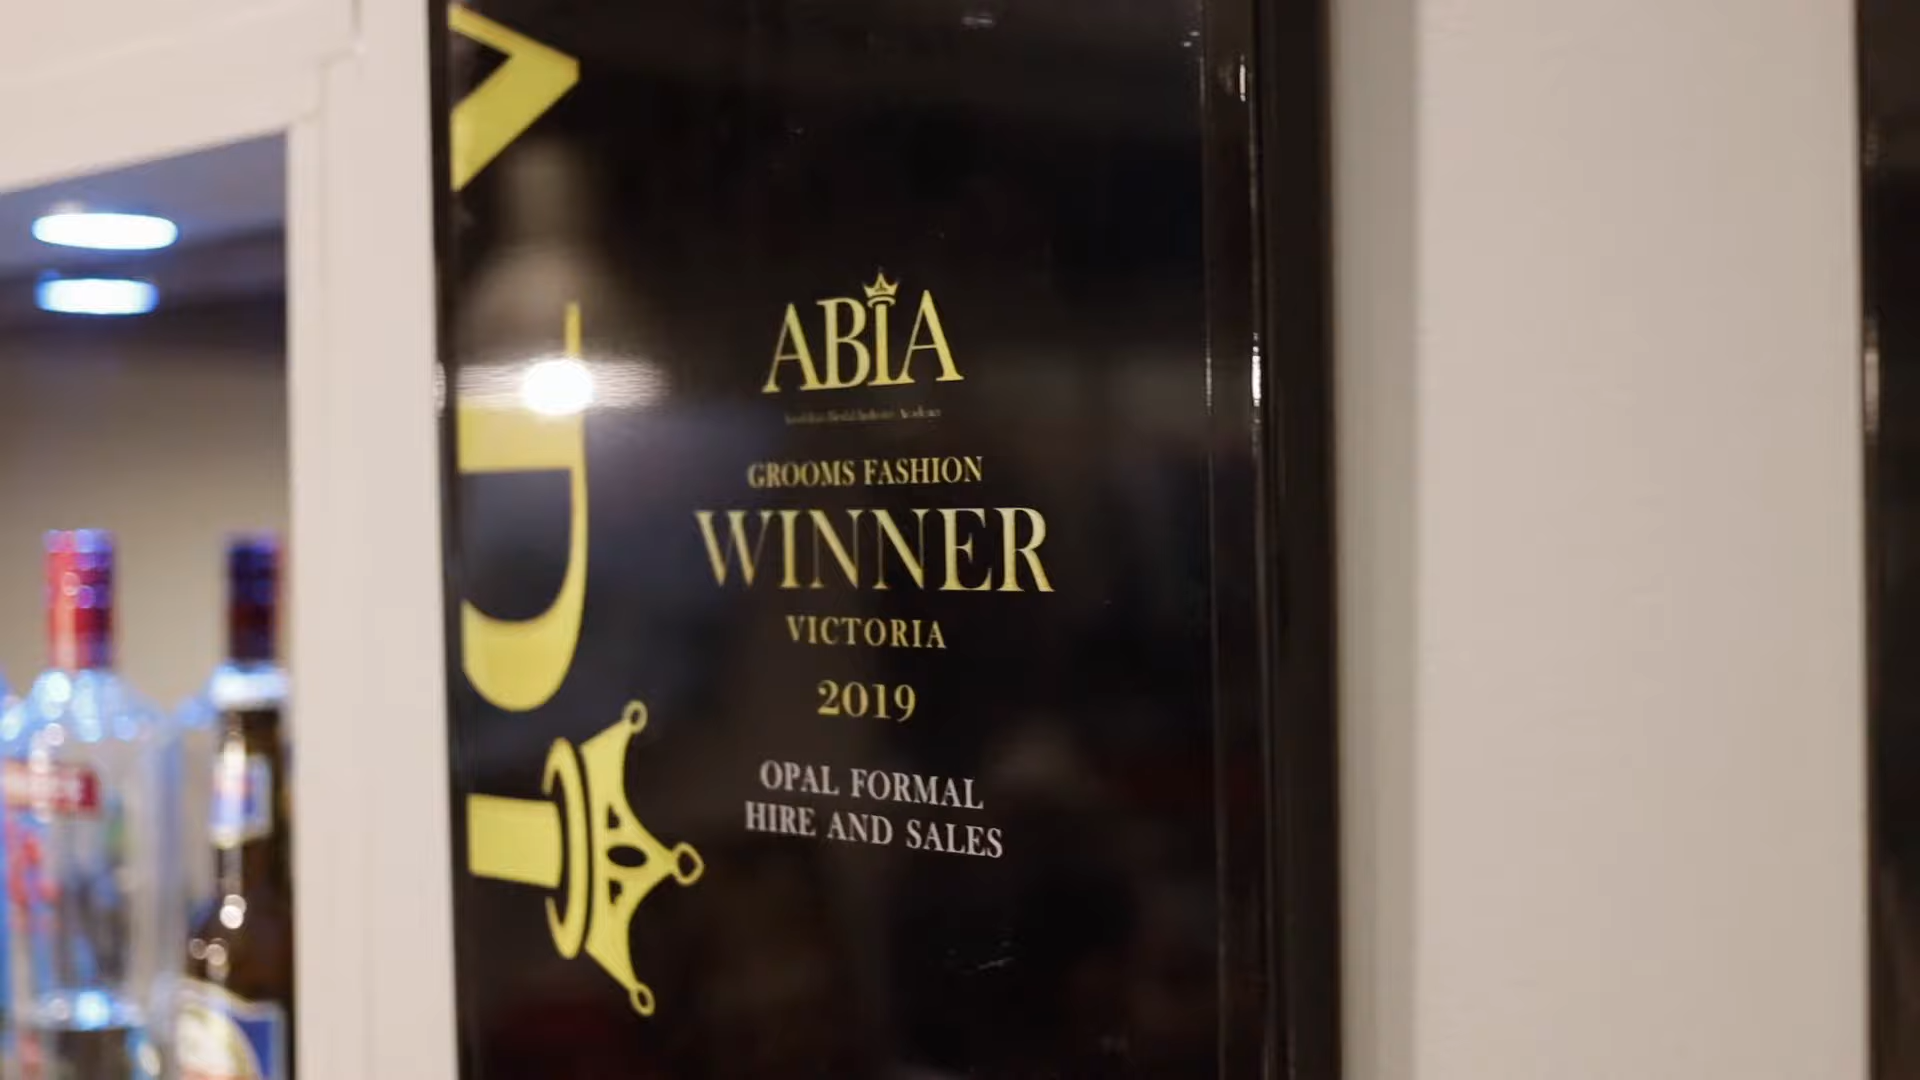 ABIA
GROOMS FASHION
WINNER
VICTORIA
2019
OPAL FORMAL
HIRE AND SALES